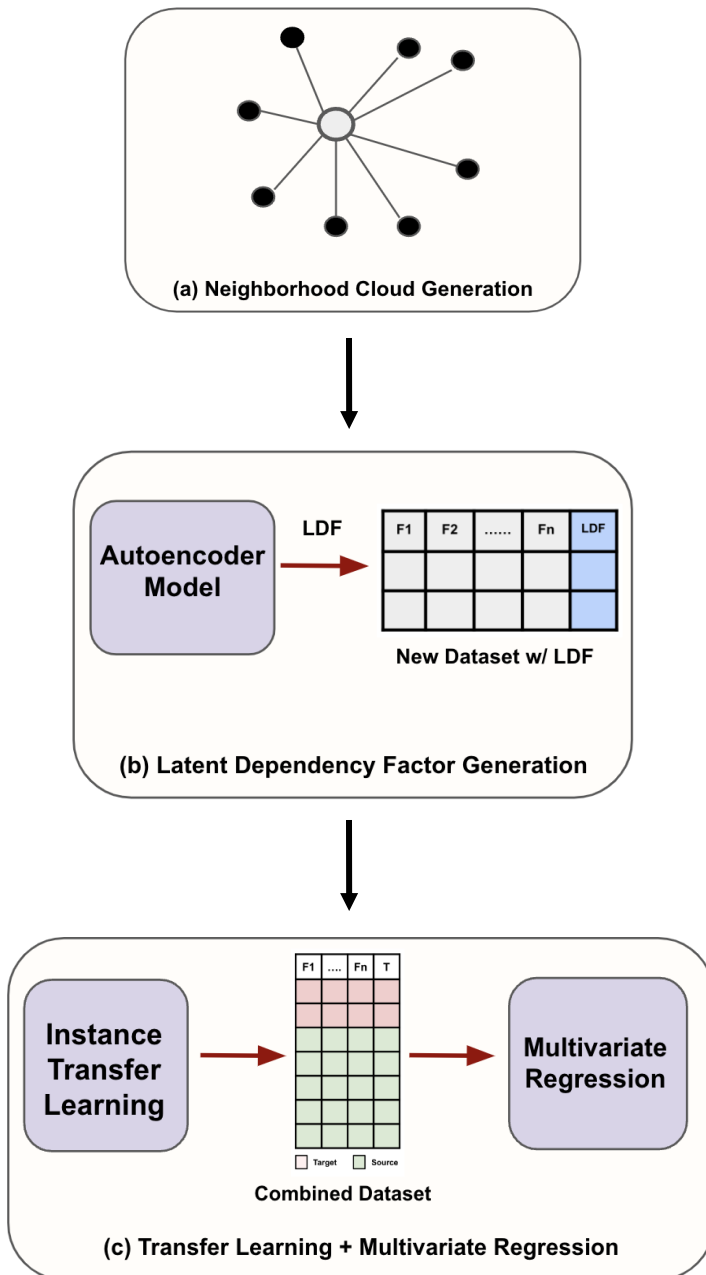 (a) Neighborhood Cloud Generation
Autoencoder
Model
LDF
F1 F2 ...... Fn LDF
New Dataset w/ LDF
(b) Latent Dependency Factor Generation
Instance
Transfer
Learning
F1 .... Fn T
Target Source
Combined Dataset
Multivariate
Regression
(c) Transfer Learning + Multivariate Regression